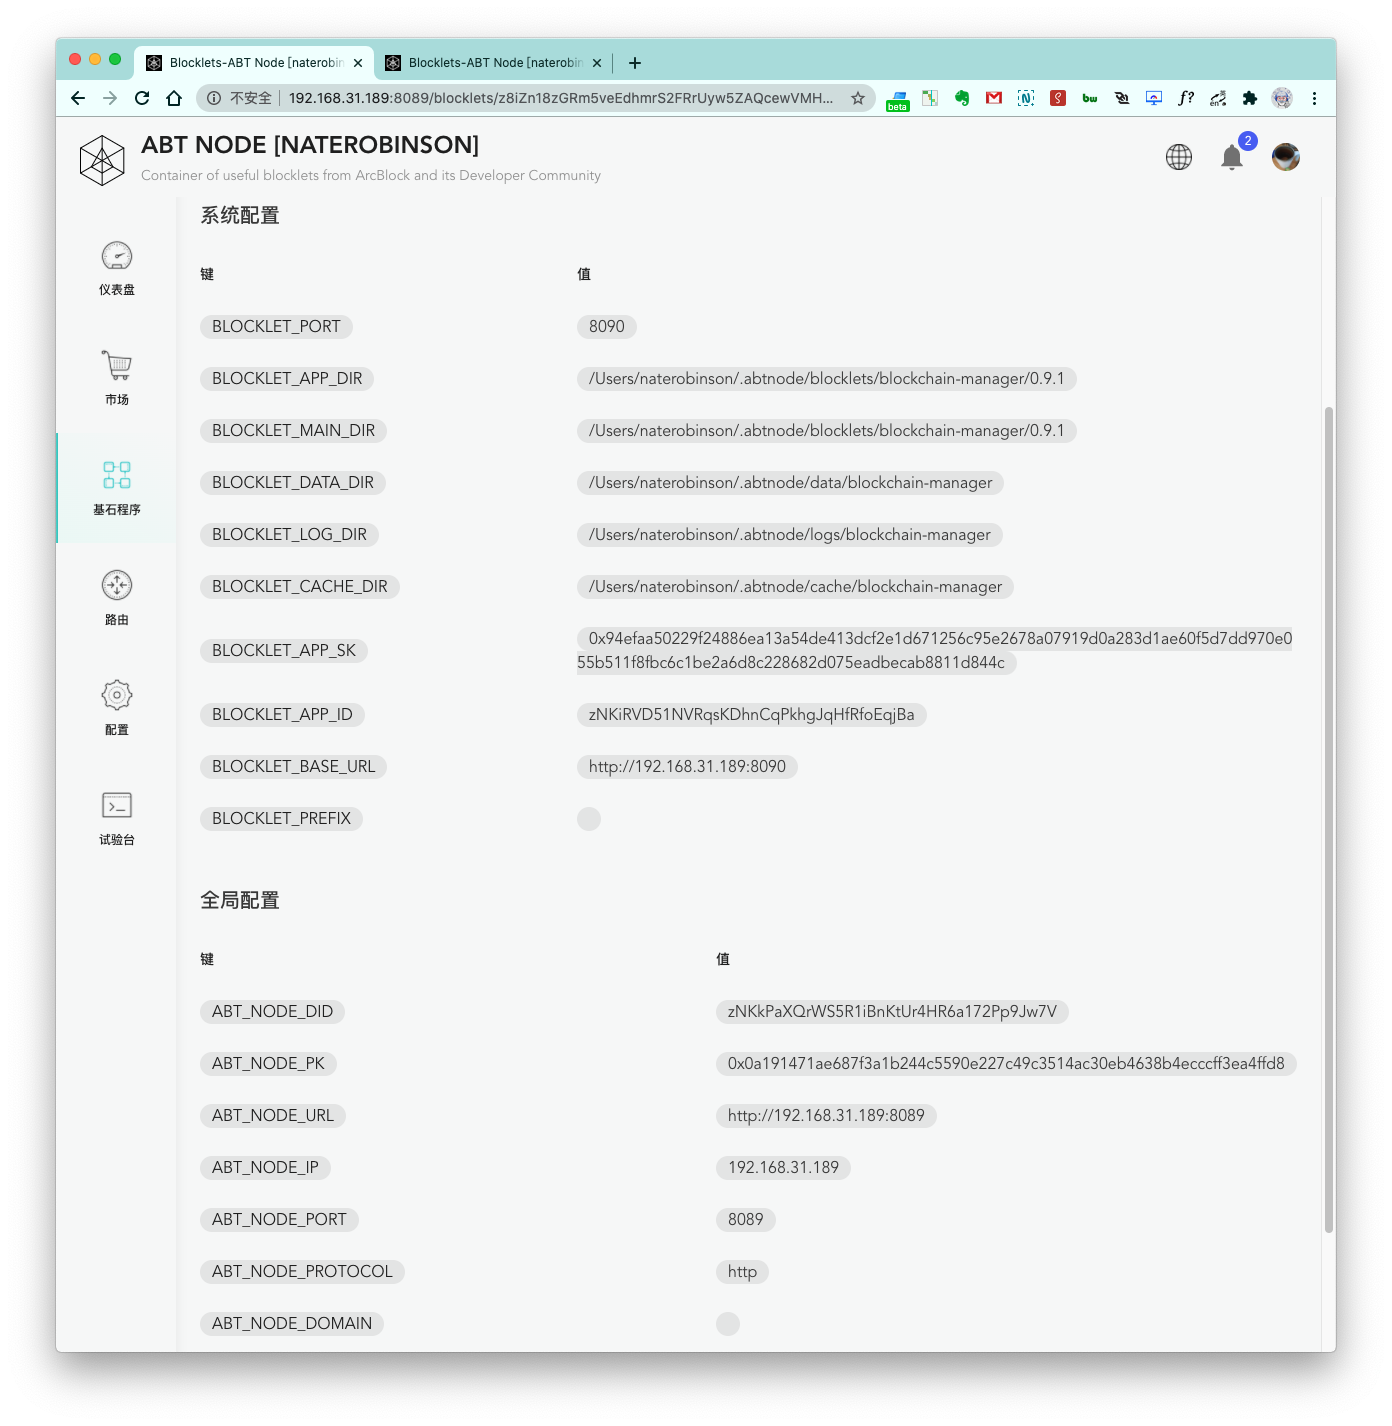 Blocklets-ABT Node [naterobin
Blocklets-ABT Node [naterobin
不安全 192.168.31.189:8089/blocklets/z8iZn18zGRm5veEdhmrS2FRrUyw5ZAQcewVMH...
beta
ABT NODE [NATEROBINSON]
Container of useful blocklets from ArcBlock and its Developer Community
2
仪表盘
市场
基石程序
路由
配置
试验台
系统配置
键 值
BLOCKLET_PORT 8090
BLOCKLET_APP_DIR /Users/naterobinson/.abtnode/blocklets/blockchain-manager/0.9.1
BLOCKLET_MAIN_DIR /Users/naterobinson/.abtnode/blocklets/blockchain-manager/0.9.1
BLOCKLET_DATA_DIR /Users/naterobinson/.abtnode/data/blockchain-manager
BLOCKLET_LOG_DIR /Users/naterobinson/.abtnode/logs/blockchain-manager
BLOCKLET_CACHE_DIR /Users/naterobinson/.abtnode/cache/blockchain-manager
BLOCKLET_APP_SK 0x94efaa50229f24886ea13a54de413dcf2e1d671256c95e2678a07919d0a283d1ae60f5d7dd970e0
55b511f8fbc6c1be2a6d8c228682d075eadbecab8811d844c
BLOCKLET_APP_ID zNKiRVD51NVRqsKDhnCqPkhgJqHfRfoEqjBa
BLOCKLET_BASE_URL http://192.168.31.189:8090
BLOCKLET_PREFIX
全局配置
键 值
ABT_NODE_DID zNKkPaXQrWS5R1iBnKtUr4HR6a172Pp9Jw7V
ABT_NODE_PK 0x0a191471ae687f3a1b244c5590e227c49c3514ac30eb4638b4ecccff3ea4ffd8
ABT_NODE_URL http://192.168.31.189:8089
ABT_NODE_IP 192.168.31.189
ABT_NODE_PORT 8089
ABT_NODE_PROTOCOL http
ABT_NODE_DOMAIN